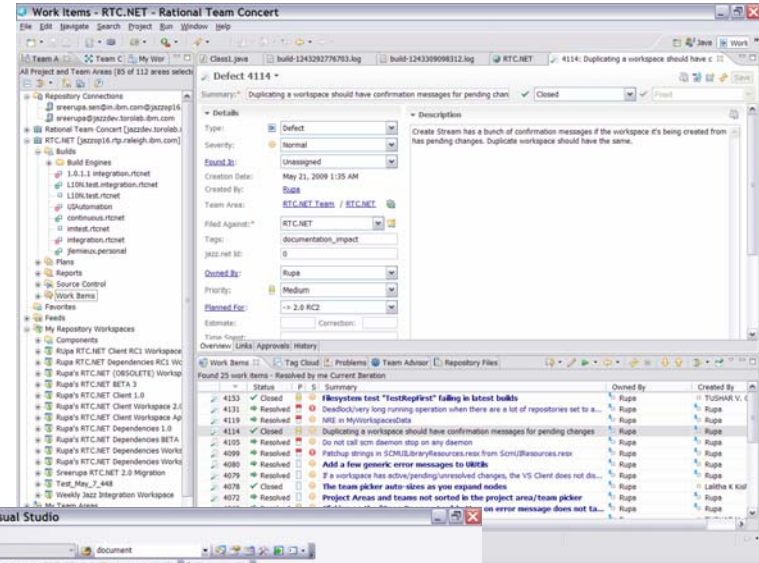 Work Items - RTC.NET - Rational Team Concert
File Edit Navigate Search Project Run Window Help
Java Work
Team A Team C My Wor
Class1.java build-1243292776703.log build-1243309098312.log RTC.NET 4114: Duplicating a workspace should have c
All Project and Team Areas (85 of 112 areas selecte
Repository Connections
sreerupa.sen@in.ibm.com@jazzop16.
sreerupa@jazzdev.torolab.ibm.com
Rational Team Concert [jazzdev.torolab.i
RTC.NET [jazzop16.rtp.raleigh.ibm.com]
Builds
Build Engines
1.0.1.1 integration.rtcnet
L10N.test.integration.rtcnet
L10N.test.rtcnet
UIAutomation
continuous.rtcnet
imtest.rtcnet
integration.rtcnet
jlemieux.personal
Plans
Reports
Source Control
Work Items
Favorites
Feeds
My Repository Workspaces
Components
RUpa RTC.NET Client RC1 Workspace
Rupa RTC.NET Dependencies RC1 Wo
Rupa's RTC.NET (OBSOLETE) Worksp
Rupa's RTC.NET BETA 3
Rupa's RTC.NET Client 1.0
Rupa's RTC.NET Client Workspace 2.0
Rupa's RTC.NET Client Workspace Ap
Rupa's RTC.NET Dependencies 1.0
Rupa's RTC.NET Dependencies BETA
Rupa's RTC.NET Dependencies Works
Rupa's RTC.NET Dependencies Works
Sreerupa RTC.NET 2.0 Migration
Test_May_7_448
Weekly Jazz Integration Workspace
My Team Areas
Defect 4114
Save
Summary:* Duplicating a workspace should have confirmation messages for pending chan Closed Fixed
Details
Type: Defect
Severity: Normal
Found In: Unassigned
Creation Date: May 21, 2009 1:35 AM
Created By: Rupa
Team Area: RTC.NET Team / RTC.NET
Filed Against:* RTC.NET
Tags: documentation_impact
jazz.net Id: 0
Owned By: Rupa
Priority: Medium
Planned For: -> 2.0 RC2
Estimate: Correction:
Time Spent:
Description
Create Stream has a bunch of confirmation messages if the workspace it's being created from
has pending changes. Duplicate workspace should have the same.
Overview Links Approvals History
Work Items Tag Cloud Problems Team Advisor Repository Files
Found 25 work items - Resolved by me Current Iteration
Status P S Summary Owned By Created By
4153 Closed Filesystem test "TestRepFirst" failing in latest builds Rupa TUSHAR V.
4131 Resolved Deadlock/very long running operation when there are a lot of repositories set to a... Rupa Rupa
4119 Resolved NRE in MyWorkspacesData Rupa Rupa
4114 Closed Duplicating a workspace should have confirmation messages for pending changes Rupa Rupa
4105 Resolved Do not call scm daemon stop on any daemon Rupa Rupa
4099 Resolved Patchup strings in SCMUILibraryResources.resx from ScmUIResources.resx Rupa Rupa
4080 Resolved Add a few generic error messages to UiUtils Rupa Rupa
4079 Resolved If a workspace has active/pending/unresolved changes, the VS Client does not dis... Rupa Rupa
4078 Closed The team picker auto-sizes as you expand nodes Rupa Lalitha K
4072 Resolved Project Areas and teams not sorted in the project area/team picker Rupa Rupa
on error message does not ta... Rupa
sual Studio
document